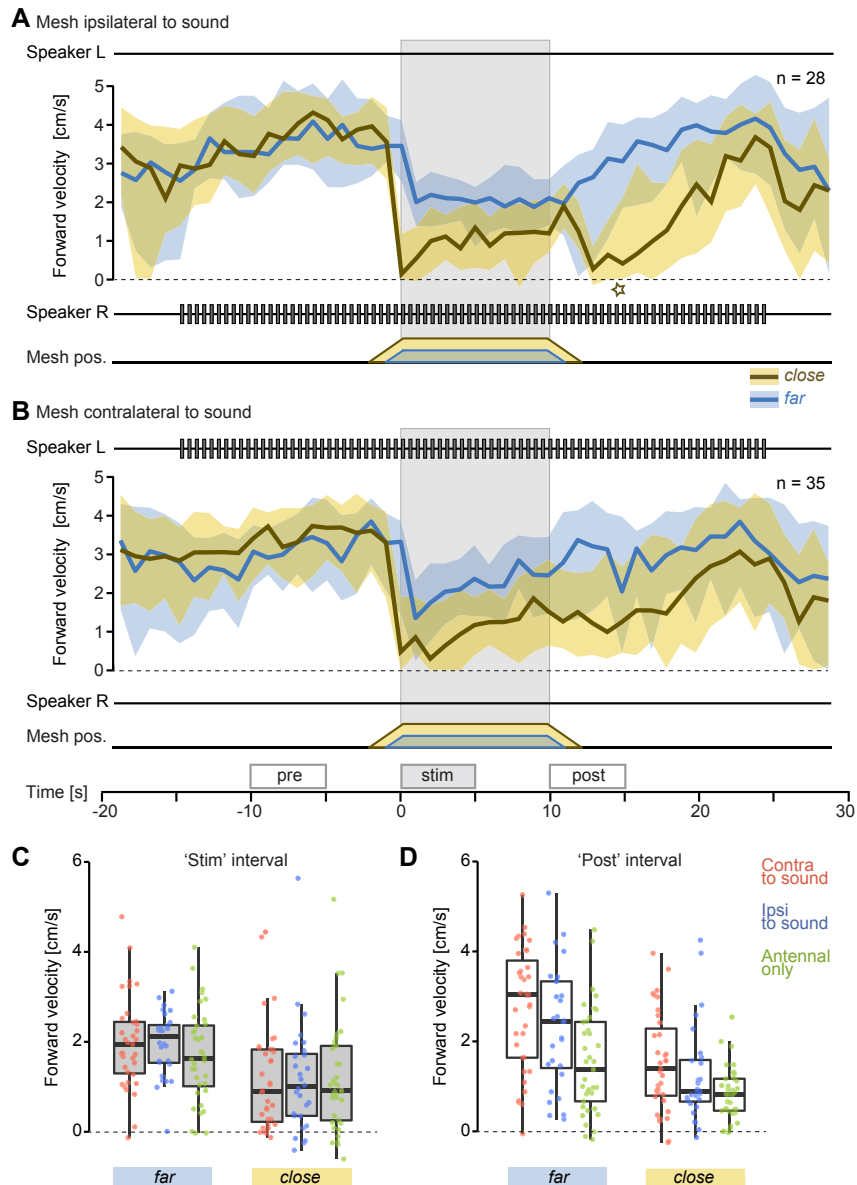 A Mesh ipsilateral to sound
Speaker L
n = 28
5
4
3
2
1
0
Forward velocity [cm/s]
Speaker R
Mesh pos.
close
far
B Mesh contralateral to sound
Speaker L
n = 35
5
4
3
2
1
0
Forward velocity [cm/s]
Speaker R
Mesh pos.
pre
stim
post
Time [s]
-20 -10 0 10 20 30
C 'Stim' interval
6
4
2
0
Forward velocity [cm/s]
far close
D 'Post' interval
6
4
2
0
Forward velocity [cm/s]
far close
Contra
to sound
Ipsi
to sound
Antennal
only